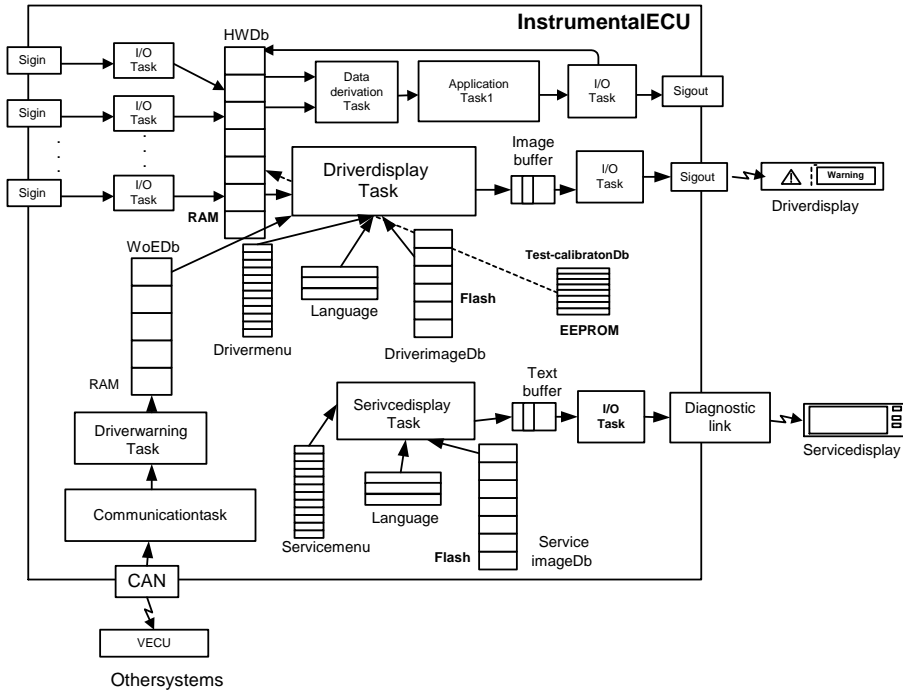 InstrumentalECU
HWDb
Sigin
I/O
Task
Data
derivation
Task
Application
Task1
I/O
Task
Sigout
Sigin
I/O
Task
.
.
.
.
.
.
Sigin
I/O
Task
RAM
Driverdisplay
Task
Image
buffer
I/O
Task
Sigout
Warning
Driverdisplay
WoEDb
RAM
Drivermenu
Language
Flash
DriverimageDb
Test-calibratonDb
EEPROM
Driverwarning
Task
Communicationtask
CAN
VECU
Othersystems
Serivcedisplay
Task
Text
buffer
I/O
Task
Diagnostic
link
Servicedisplay
Servicemenu
Language
Flash
Service
imageDb